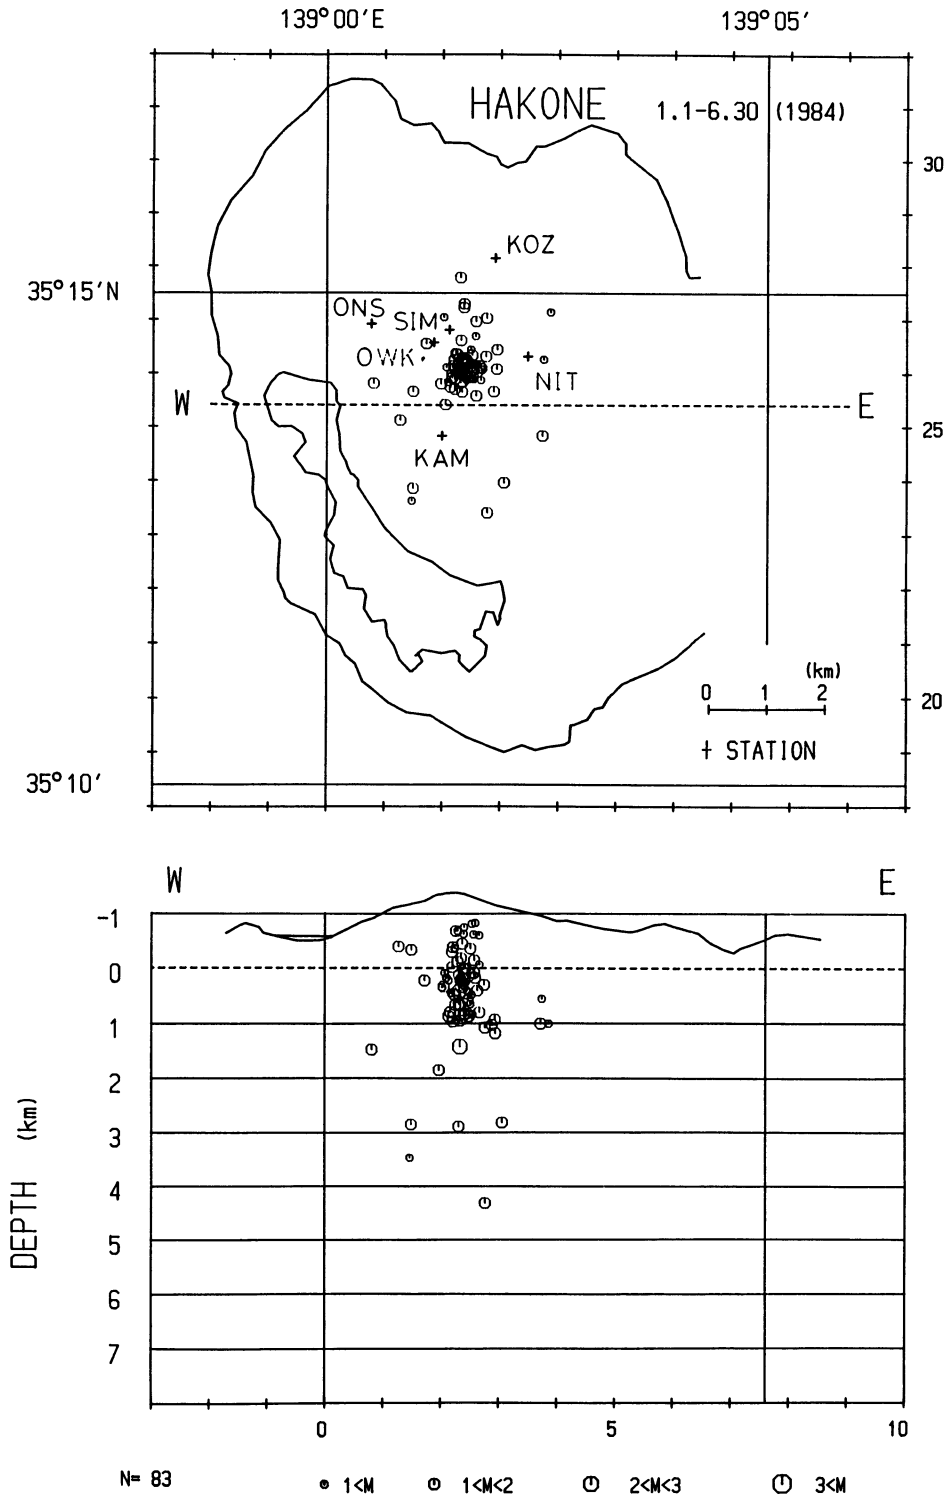 139°00′E 139°05′
HAKONE 1.1-6.30 (1984)
30
KOZ
35°15′N
ONS
SIM
OWK
NIT
W E
25
KAM
(km)
0 1 2
20
+ STATION
35°10′
W E
-1
0
1
2
3
4
5
6
7
DEPTH (km)
0 5 10
N= 83 1<M 1<M<2 2<M<3 3<M